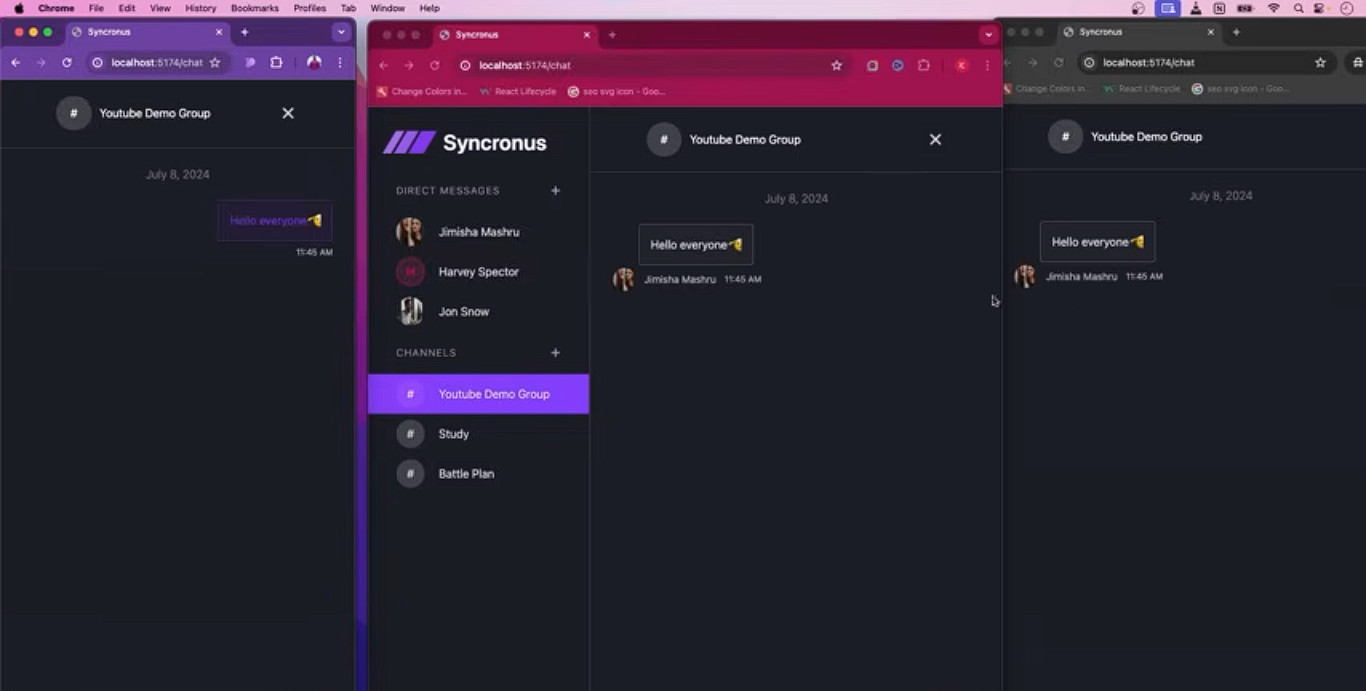 Chrome File Edit View History Bookmarks Profiles Tab Window Help
Syncronus
localhost:5174/chat
# Youtube Demo Group
July 8, 2024
Hello everyone🫡
11:45 AM
Syncronus
localhost:5174/chat
Change Colors in... React Lifecycle seo svg icon - Goo...
K
Syncronus
DIRECT MESSAGES +
Jimisha Mashru
H Harvey Spector
Jon Snow
CHANNELS +
# Youtube Demo Group
# Study
# Battle Plan
# Youtube Demo Group
July 8, 2024
Hello everyone🫡
Jimisha Mashru 11:45 AM
Syncronus
localhost:5174/chat
Change Colors in... React Lifecycle seo svg icon - Goo...
# Youtube Demo Group
July 8, 2024
Hello everyone🫡
Jimisha Mashru 11:45 AM